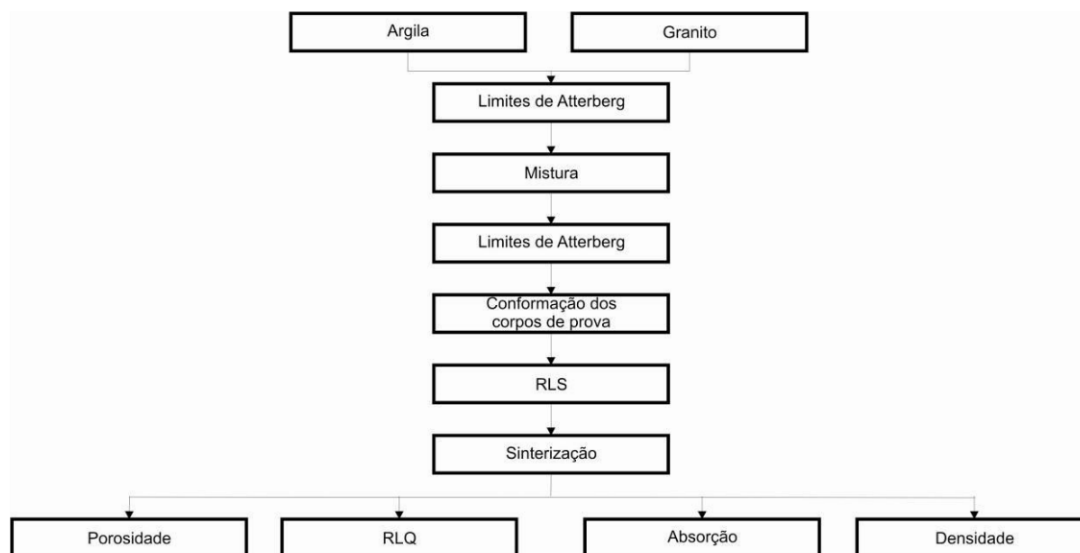 Argila
Granito
Limites de Atterberg
Mistura
Limites de Atterberg
Conformação dos
corpos de prova
RLS
Sinterização
Porosidade
RLQ
Absorção
Densidade